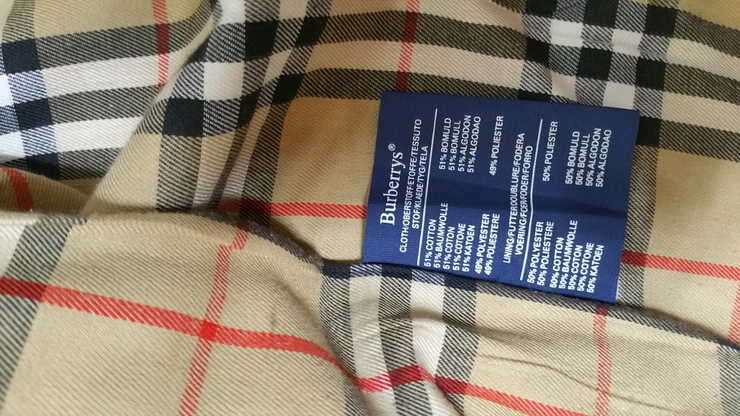 Burberrys®
CLOTH/OBERSTOFF/ETOFFE/TESSUTO
STOF/KLÆDE/TYG/TELA
51% COTTON 51% BOMULD
51% BAUMWOLLE 51% BOMULL
51% COTON 51% ALGODON
51% COTONE 51% ALGODAO
51% KATOEN
49% POLYESTER 49% POLIESTER
49% POLIESTERE
LINING/FUTTER/DOUBLURE/FODERA
VOERING/FOER/FODER/FORRO
50% POLYESTER 50% POLIESTER
50% POLIESTERE
50% COTTON 50% BOMULD
50% BAUMWOLLE 50% BOMULL
50% COTON 50% ALGODON
50% COTONE 50% ALGODAO
50% KATOEN